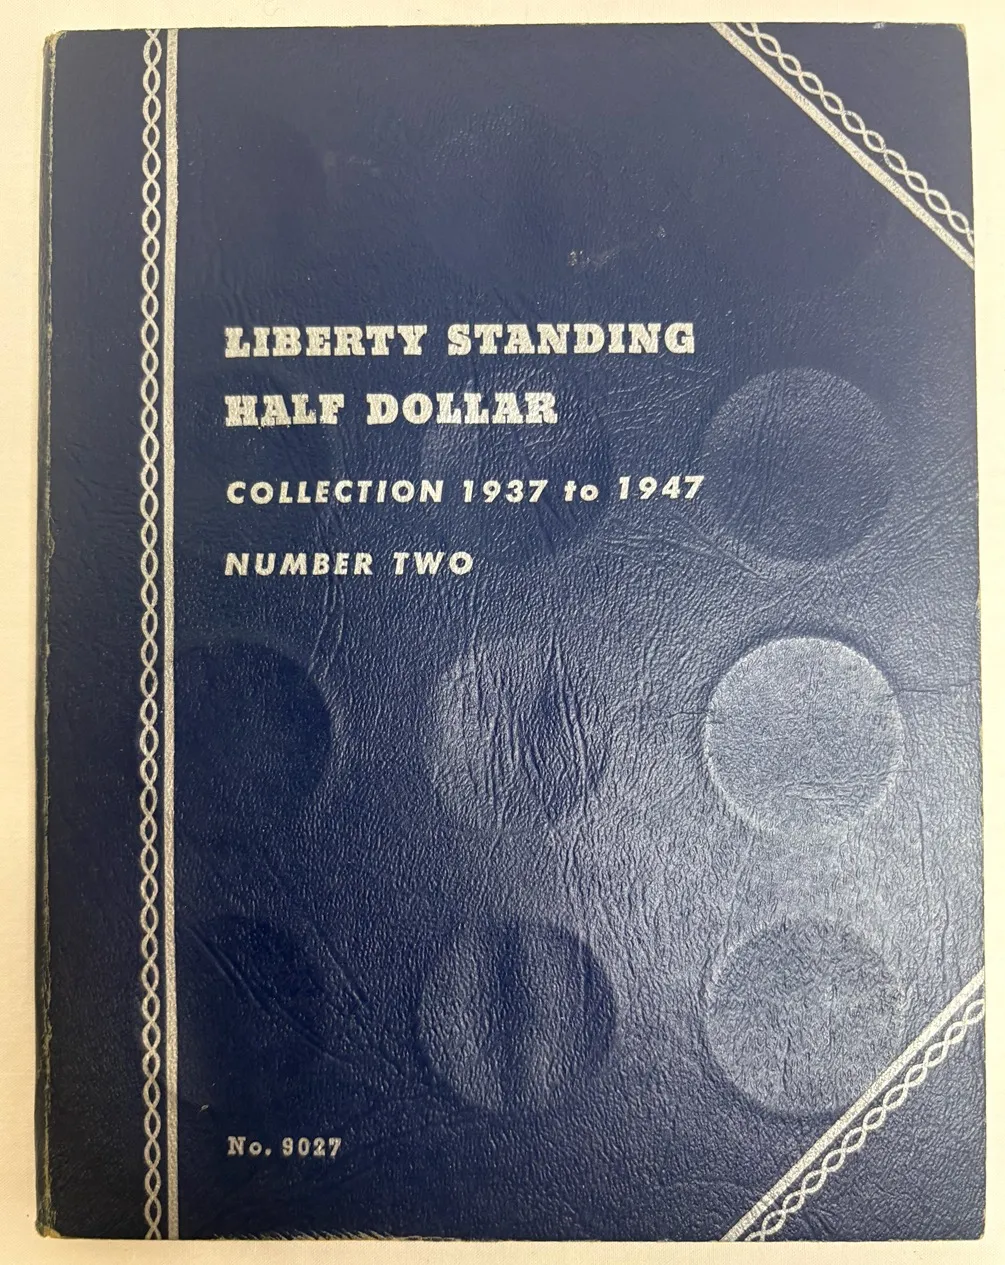 LIBERTY STANDING
HALF DOLLAR
COLLECTION 1937 to 1947
NUMBER TWO
No. 9027